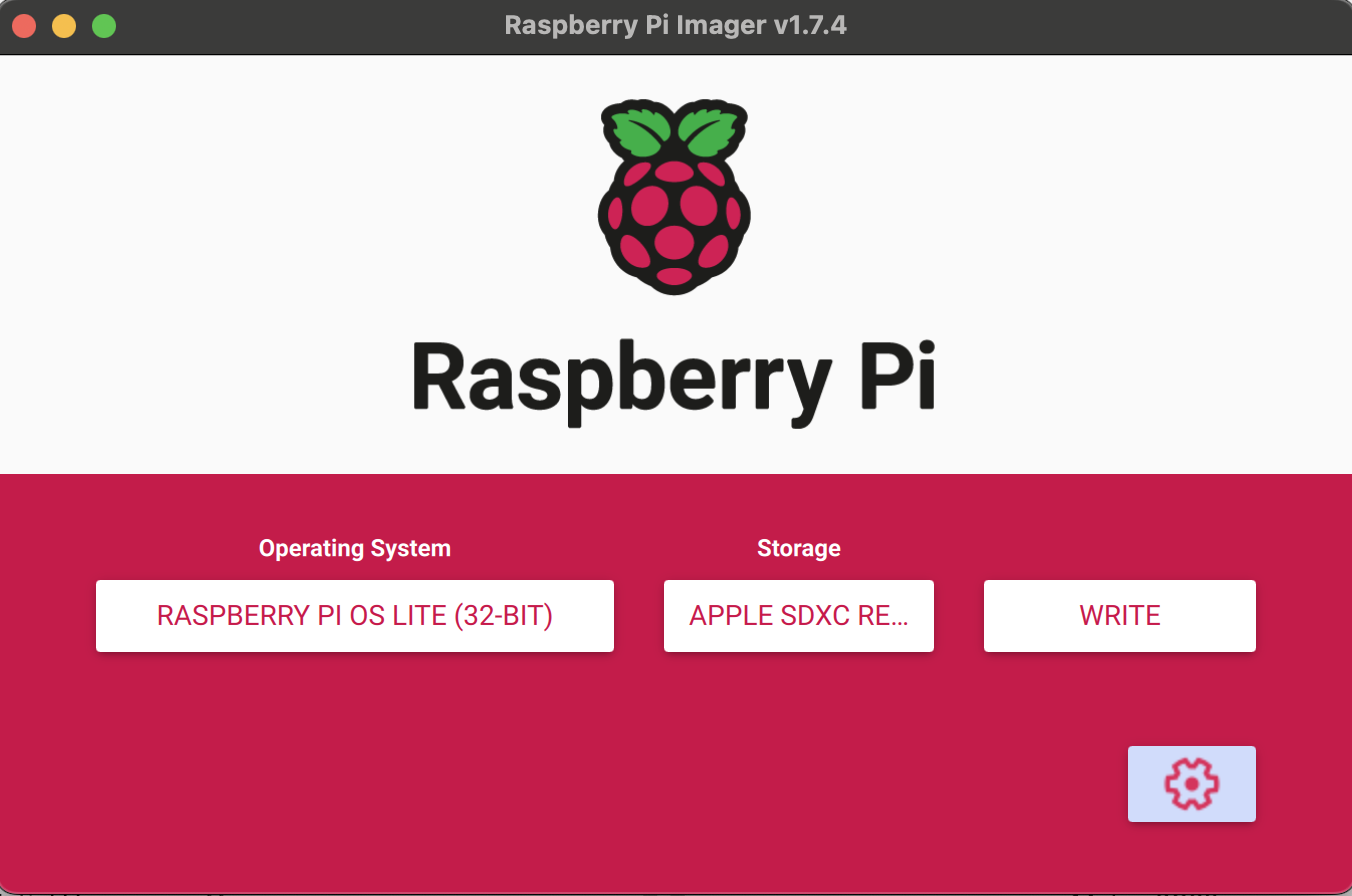 Raspberry Pi Imager v1.7.4
Raspberry Pi
Operating System
Storage
RASPBERRY PI OS LITE (32-BIT)
APPLE SDXC RE...
WRITE